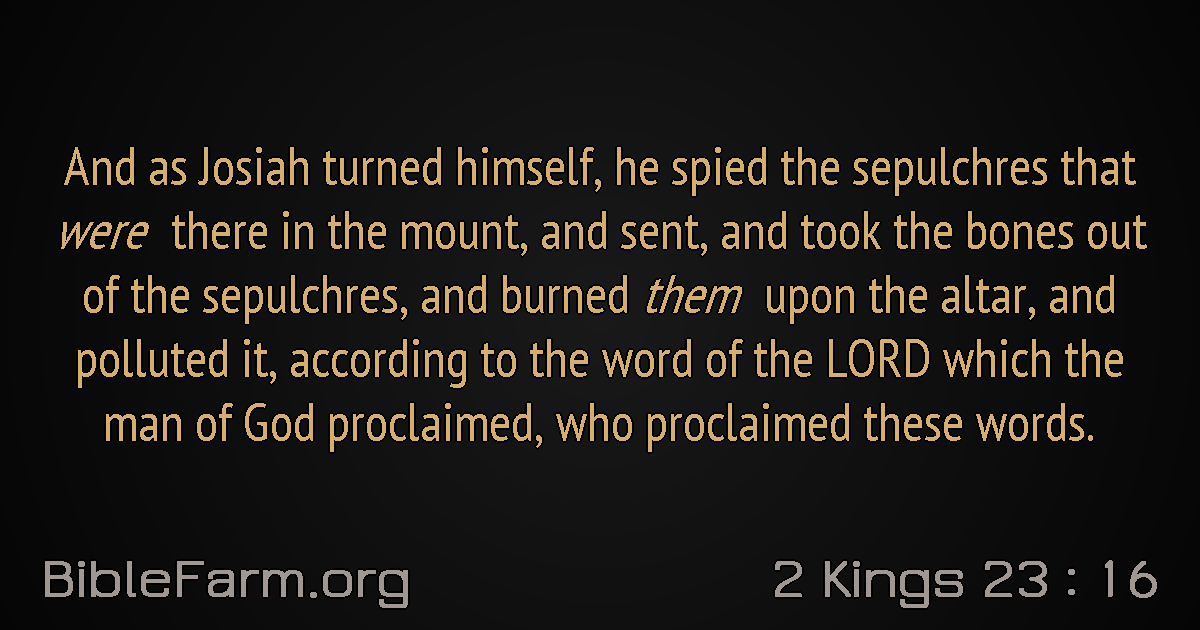 And as Josiah turned himself, he spied the sepulchres that
were there in the mount, and sent, and took the bones out
of the sepulchres, and burned them upon the altar, and
polluted it, according to the word of the LORD which the
man of God proclaimed, who proclaimed these words.
BibleFarm.org
2 Kings 23 : 16